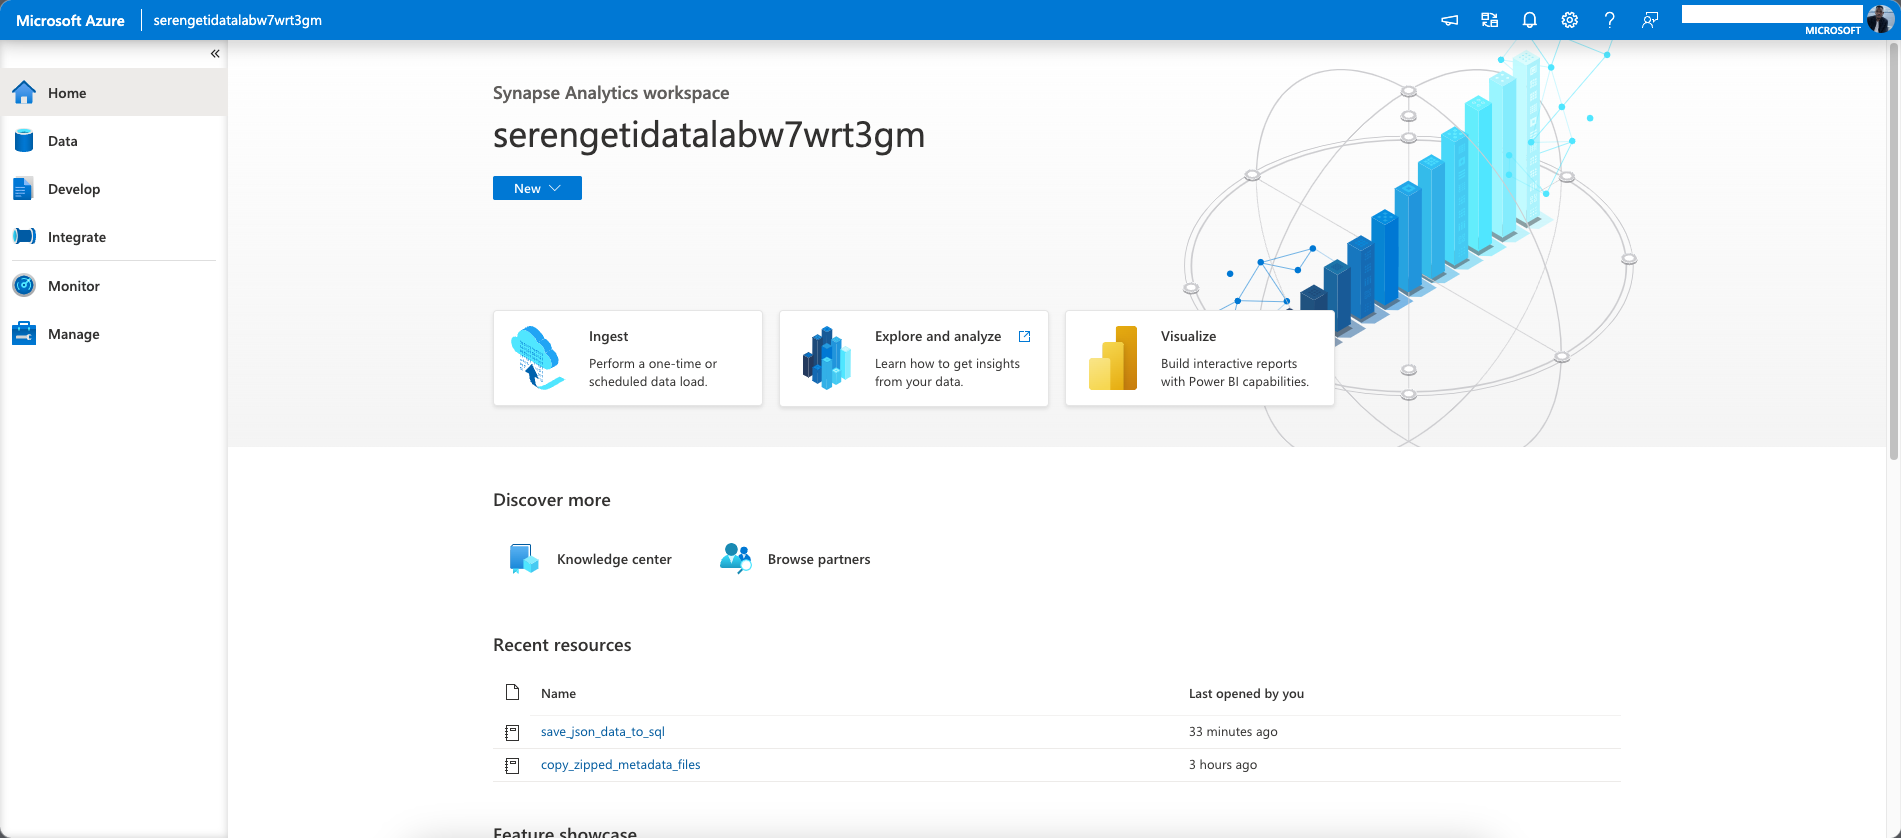 Microsoft Azure serengetidatalabw7wrt3gm
MICROSOFT
Home
Data
Develop
Integrate
Monitor
Manage
Synapse Analytics workspace
serengetidatalabw7wrt3gm
New
Ingest
Perform a one-time or
scheduled data load.
Explore and analyze
Learn how to get insights
from your data.
Visualize
Build interactive reports
with Power BI capabilities.
Discover more
Knowledge center
Browse partners
Recent resources
Name Last opened by you
save_json_data_to_sql 33 minutes ago
copy_zipped_metadata_files 3 hours ago
Feature showcase